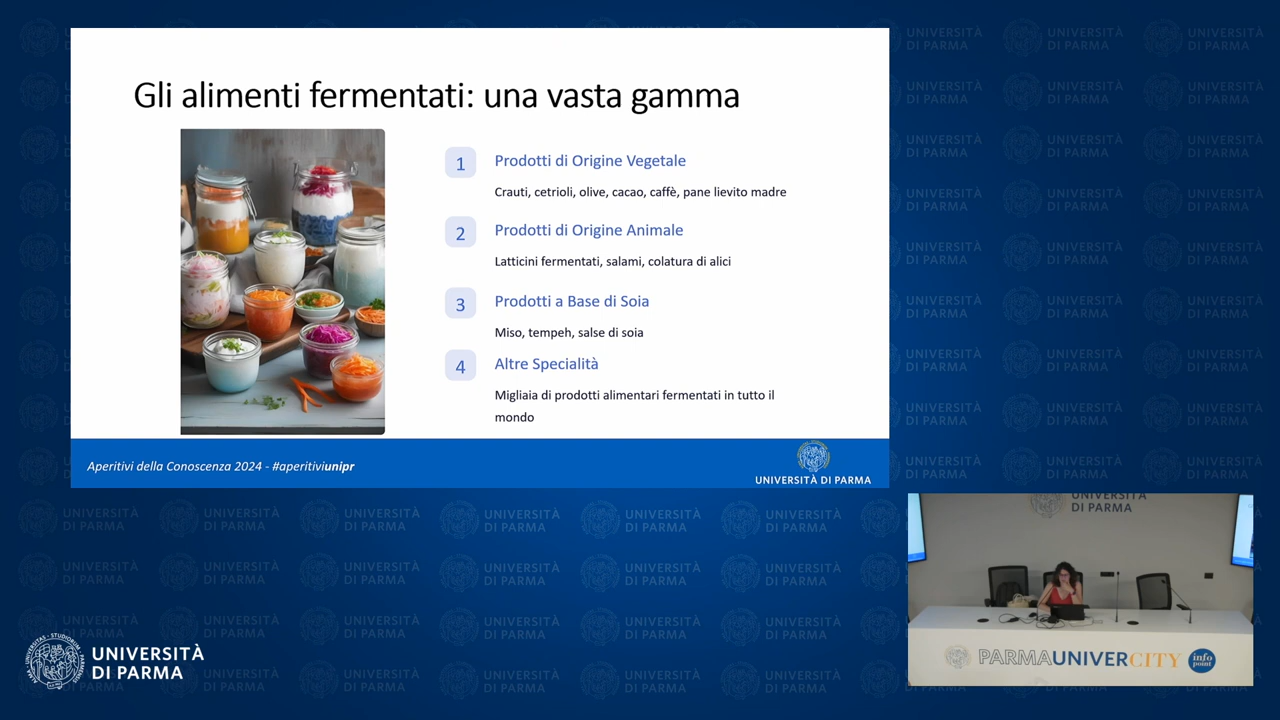 Gli alimenti fermentati: una vasta gamma
1
Prodotti di Origine Vegetale
Crauti, cetrioli, olive, cacao, caffè, pane lievito madre
2
Prodotti di Origine Animale
Latticini fermentati, salami, colatura di alici
3
Prodotti a Base di Soia
Miso, tempeh, salse di soia
4
Altre Specialità
Migliaia di prodotti alimentari fermentati in tutto il
mondo
Aperitivi della Conoscenza 2024 - #aperitiviunipr
UNIVERSITÀ DI PARMA
UNIVERSITÀ
DI PARMA
PARMAUNIVERCITY
info
point
UNIVERSITÀ
DI PARMA